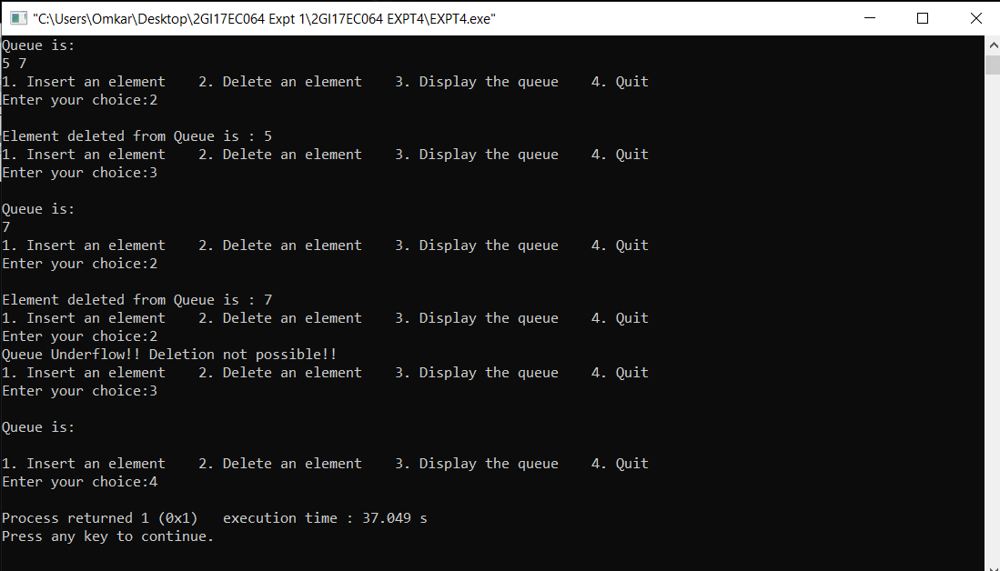 "C:\Users\Omkar\Desktop\2GI17EC064 Expt 1\2GI17EC064 EXPT4\EXPT4.exe"
Queue is:
5 7
1. Insert an element    2. Delete an element    3. Display the queue    4. Quit
Enter your choice:2
Element deleted from Queue is : 5
1. Insert an element    2. Delete an element    3. Display the queue    4. Quit
Enter your choice:3
Queue is:
7
1. Insert an element    2. Delete an element    3. Display the queue    4. Quit
Enter your choice:2
Element deleted from Queue is : 7
1. Insert an element    2. Delete an element    3. Display the queue    4. Quit
Enter your choice:2
Queue Underflow!! Deletion not possible!!
1. Insert an element    2. Delete an element    3. Display the queue    4. Quit
Enter your choice:3
Queue is:
1. Insert an element    2. Delete an element    3. Display the queue    4. Quit
Enter your choice:4
Process returned 1 (0x1)   execution time : 37.049 s
Press any key to continue.